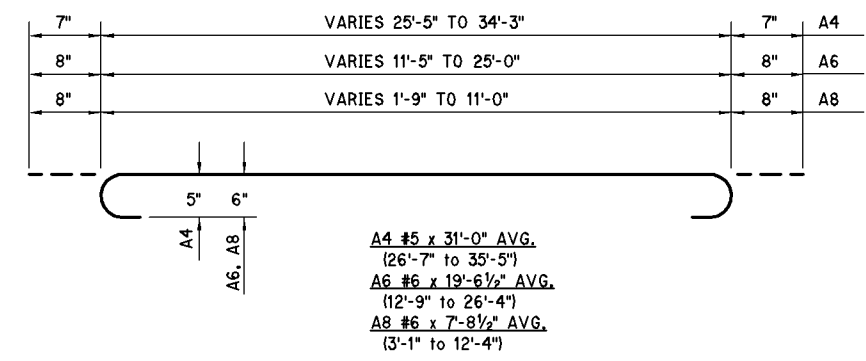 7" VARIES 25'-5" TO 34'-3" 7" A4
8" VARIES 11'-5" TO 25'-0" 8" A6
8" VARIES 1'-9" TO 11'-0" 8" A8
5" 6"
A4
A6, A8
A4 #5 x 31'-0" AVG.
(26'-7" to 35'-5")
A6 #6 x 19'-6½" AVG.
(12'-9" to 26'-4")
A8 #6 x 7'-8½" AVG.
(3'-1" to 12'-4")